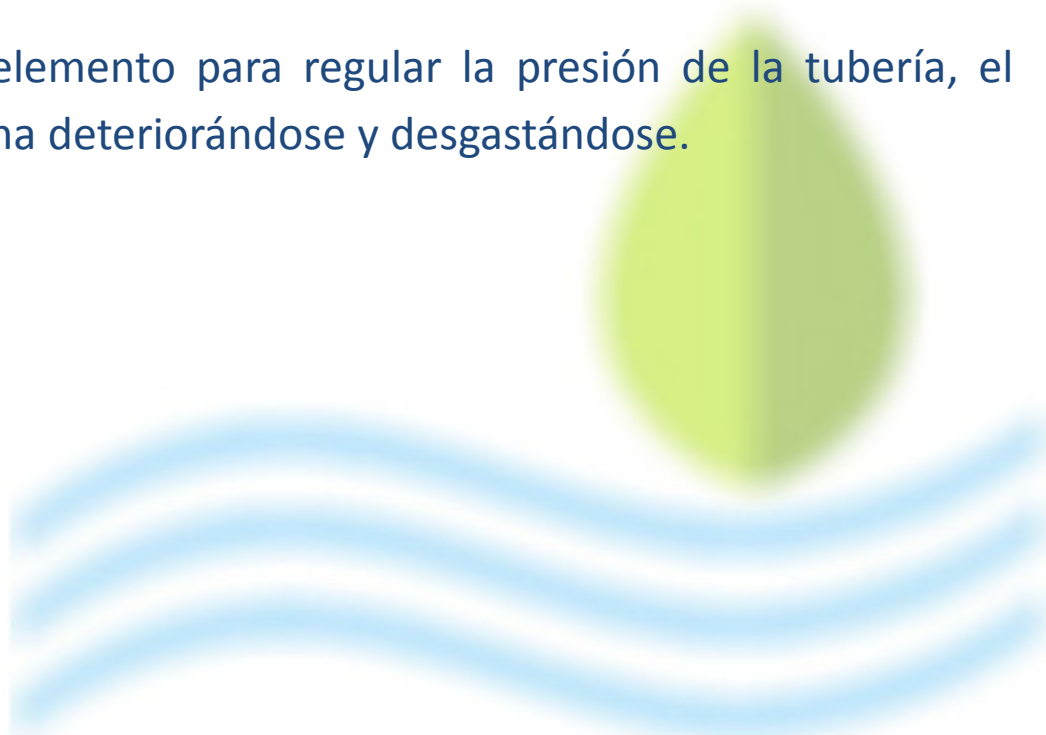 elemento para regular la presión de la tubería, el
na deteriorándose y desgastándose.